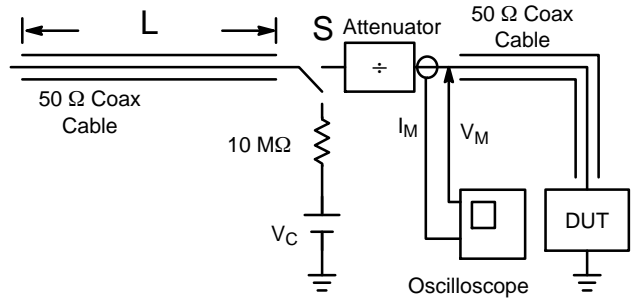 L
S
Attenuator
÷
50 Ω Coax
Cable
50 Ω Coax
Cable
10 MΩ
I_M
V_M
V_C
DUT
Oscilloscope